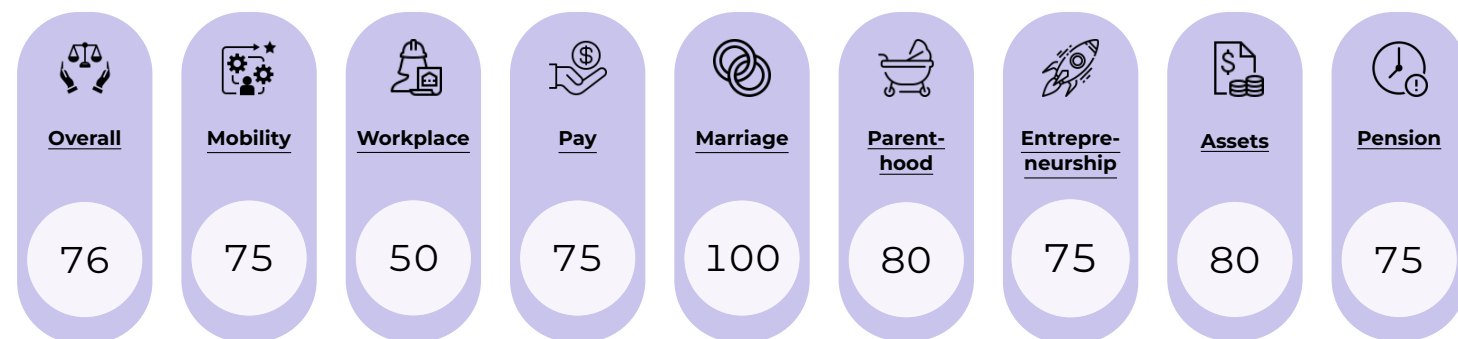 Overall
Mobility
Workplace
Pay
Marriage
Parent-
hood
Entrepre-
neurship
Assets
Pension
76
75
50
75
100
80
75
80
75